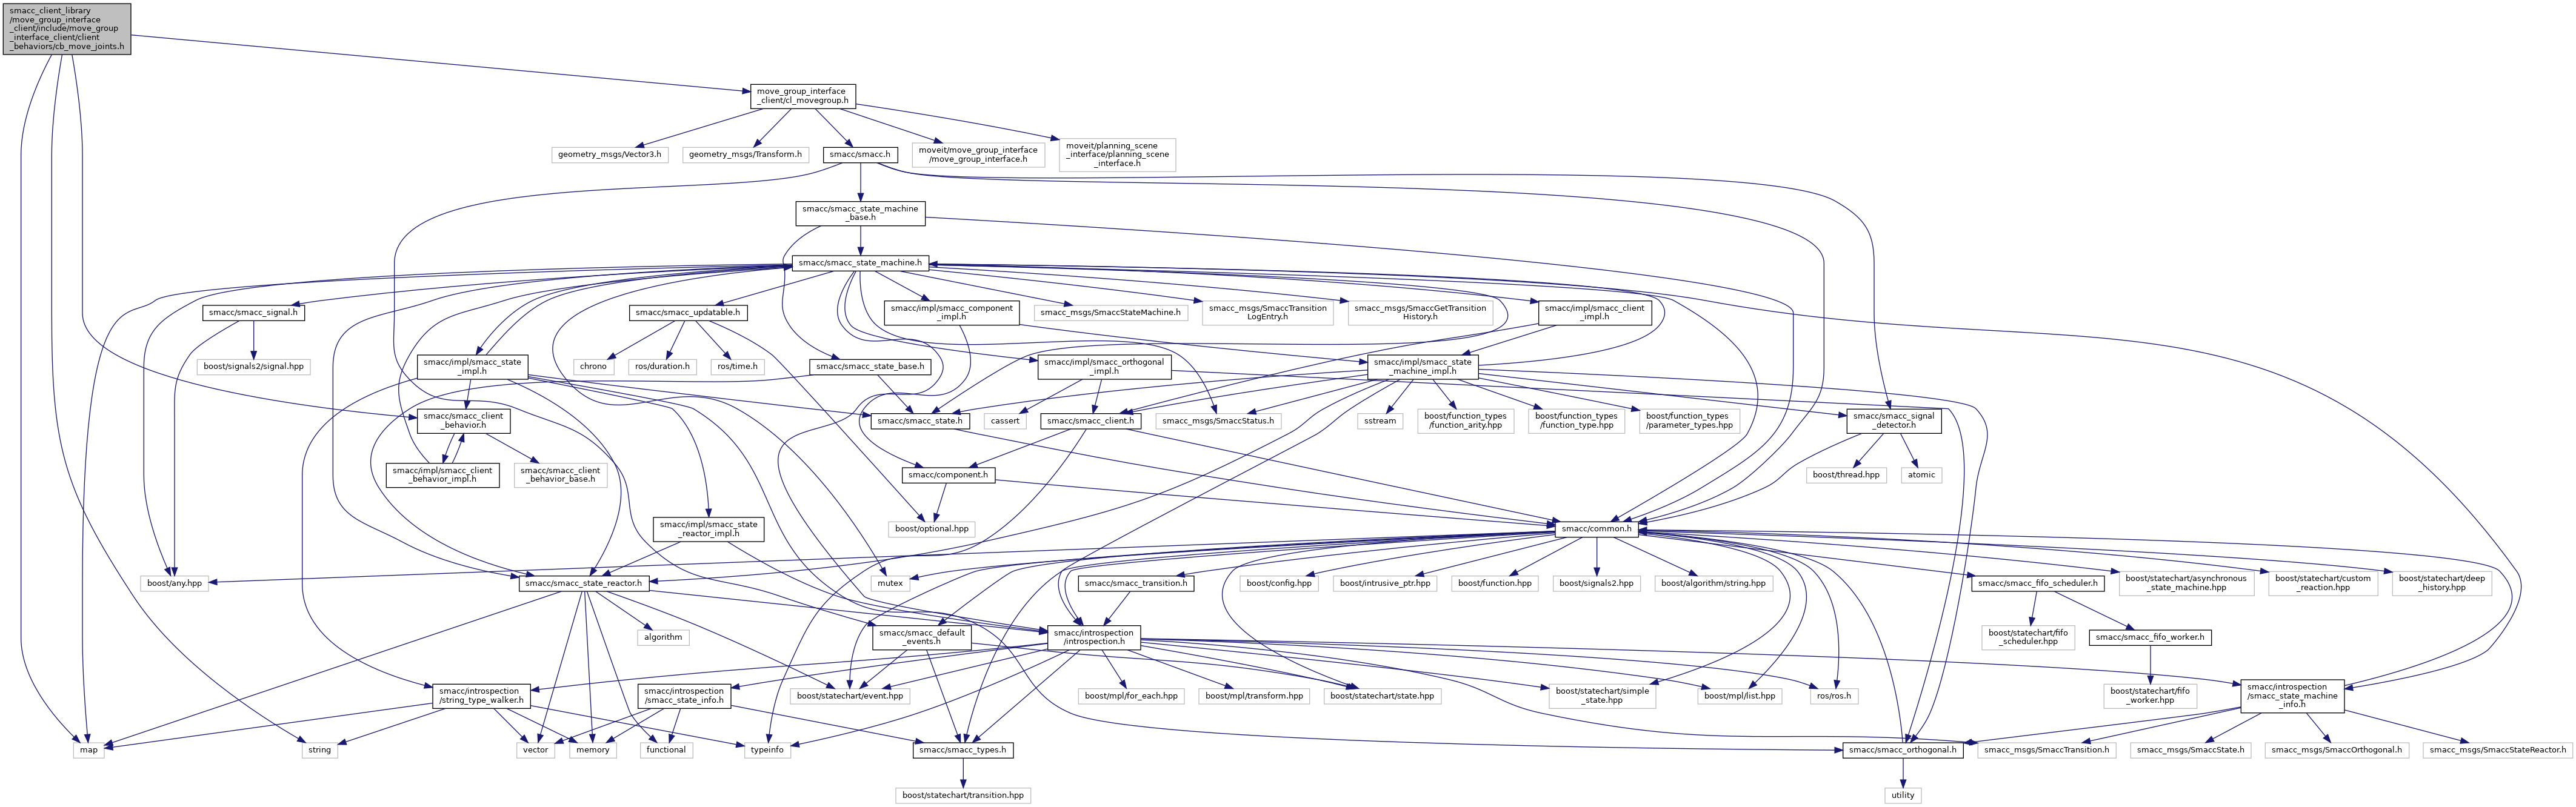 smacc_client_library
/move_group_interface
_client/include/move_group
_interface_client/client
_behaviors/cb_move_joints.h
move_group_interface
_client/cl_movegroup.h
geometry_msgs/Vector3.h
geometry_msgs/Transform.h
smacc/smacc.h
moveit/move_group_interface
/move_group_interface.h
moveit/planning_scene
_interface/planning_scene
_interface.h
smacc/smacc_state_machine
_base.h
smacc/smacc_state_machine.h
smacc/smacc_signal.h
smacc/smacc_updatable.h
smacc/impl/smacc_component
_impl.h
smacc_msgs/SmaccStateMachine.h
smacc_msgs/SmaccTransition
LogEntry.h
smacc_msgs/SmaccGetTransition
History.h
smacc/impl/smacc_client
_impl.h
boost/signals2/signal.hpp
smacc/impl/smacc_state
_impl.h
chrono
ros/duration.h
ros/time.h
smacc/smacc_state_base.h
smacc/impl/smacc_orthogonal
_impl.h
smacc/impl/smacc_state
_machine_impl.h
smacc/smacc_client
_behavior.h
smacc/smacc_state.h
cassert
smacc/smacc_client.h
smacc_msgs/SmaccStatus.h
sstream
boost/function_types
/function_arity.hpp
boost/function_types
/function_type.hpp
boost/function_types
/parameter_types.hpp
smacc/smacc_signal
_detector.h
smacc/impl/smacc_client
_behavior_impl.h
smacc/smacc_client
_behavior_base.h
smacc/component.h
boost/thread.hpp
atomic
smacc/impl/smacc_state
_reactor_impl.h
boost/optional.hpp
smacc/common.h
boost/any.hpp
smacc/smacc_state_reactor.h
mutex
smacc/smacc_transition.h
boost/config.hpp
boost/intrusive_ptr.hpp
boost/function.hpp
boost/signals2.hpp
boost/algorithm/string.hpp
smacc/smacc_fifo_scheduler.h
boost/statechart/asynchronous
_state_machine.hpp
boost/statechart/custom
_reaction.hpp
boost/statechart/deep
_history.hpp
algorithm
smacc/smacc_default
_events.h
smacc/introspection
/introspection.h
boost/statechart/fifo
_scheduler.hpp
smacc/smacc_fifo_worker.h
smacc/introspection
/string_type_walker.h
smacc/introspection
/smacc_state_info.h
boost/statechart/event.hpp
boost/mpl/for_each.hpp
boost/mpl/transform.hpp
boost/statechart/state.hpp
boost/statechart/simple
_state.hpp
boost/mpl/list.hpp
ros/ros.h
boost/statechart/fifo
_worker.hpp
smacc/introspection
/smacc_state_machine
_info.h
map
string
vector
memory
functional
typeinfo
smacc/smacc_types.h
smacc/smacc_orthogonal.h
smacc_msgs/SmaccTransition.h
smacc_msgs/SmaccState.h
smacc_msgs/SmaccOrthogonal.h
smacc_msgs/SmaccStateReactor.h
boost/statechart/transition.hpp
utility